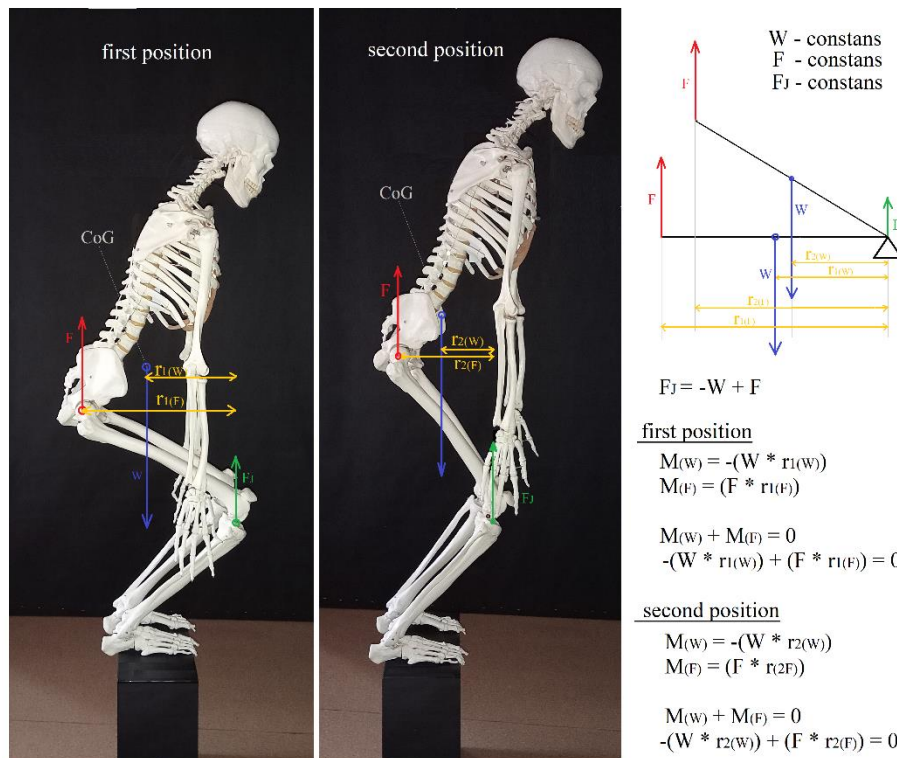 first position
CoG
F
r1(W)
r1(F)
W
FJ
second position
CoG
F
r2(W)
r2(F)
FJ
W - constans
F - constans
FJ - constans
F
F
W
W
r2(W)
r1(W)
r2(F)
r1(F)
FJ = -W + F
first position
M(W) = -(W * r1(W))
M(F) = (F * r1(F))
M(W) + M(F) = 0
-(W * r1(W)) + (F * r1(F)) = 0
second position
M(W) = -(W * r2(W))
M(F) = (F * r(2F))
M(W) + M(F) = 0
-(W * r2(W)) + (F * r2(F)) = 0